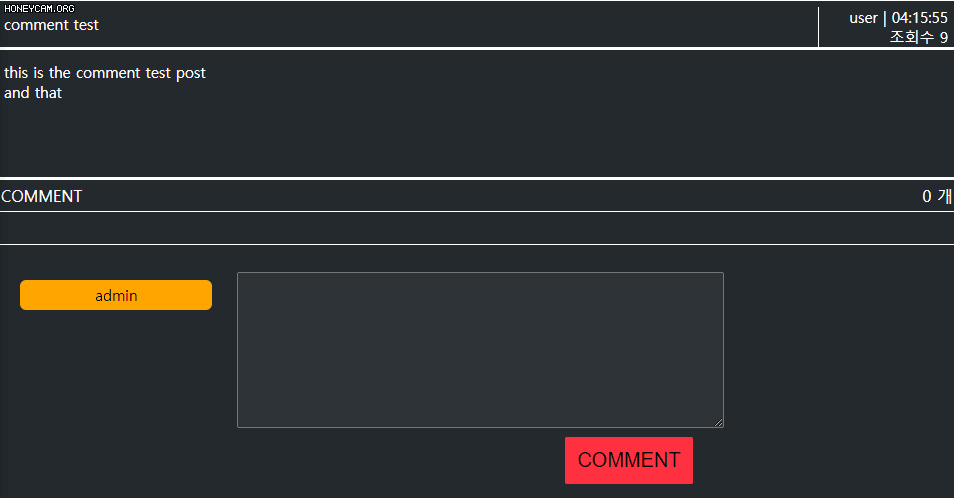 HONEYCAM.ORG
comment test
user | 04:15:55
조회수 9
this is the comment test post
and that
COMMENT
0 개
admin
COMMENT